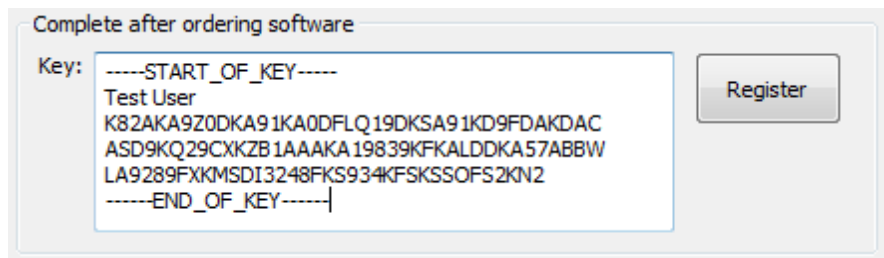 Complete after ordering software
Key:
-----START_OF_KEY-----
Test User
K82AKA9Z0DKA91KA0DFLQ19DKSA91KD9FDAKDAC
ASD9KQ29CXKZB1AAAKA19839KFKALDDKA57ABBW
LA9289FXKMSDI3248FKS934KFSKSSOFS2KN2
------END_OF_KEY------
Register